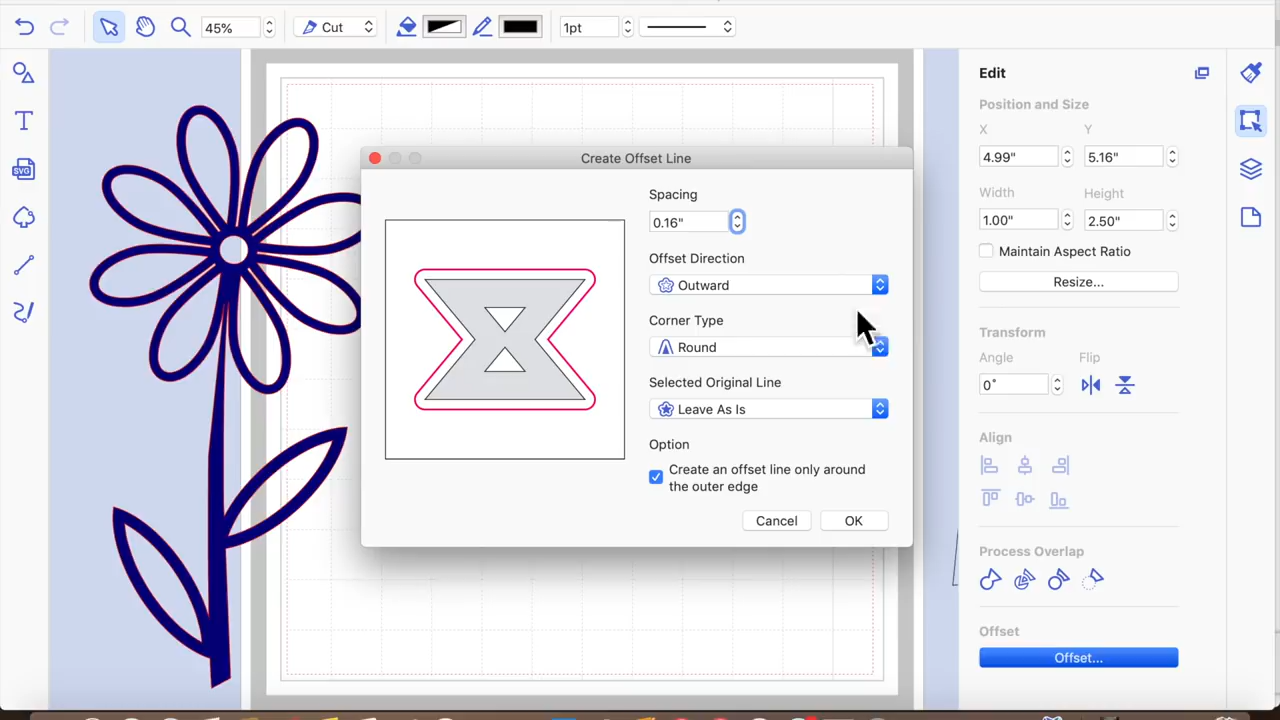 45%
Cut
1pt
T
SVG
Create Offset Line
Spacing
0.16"
Offset Direction
Outward
Corner Type
Round
Selected Original Line
Leave As Is
Option
Create an offset line only around
the outer edge
Cancel
OK
Edit
Position and Size
X
Y
4.99"
5.16"
Width
Height
1.00"
2.50"
Maintain Aspect Ratio
Resize...
Transform
Angle
Flip
0˚
Align
Process Overlap
Offset
Offset...